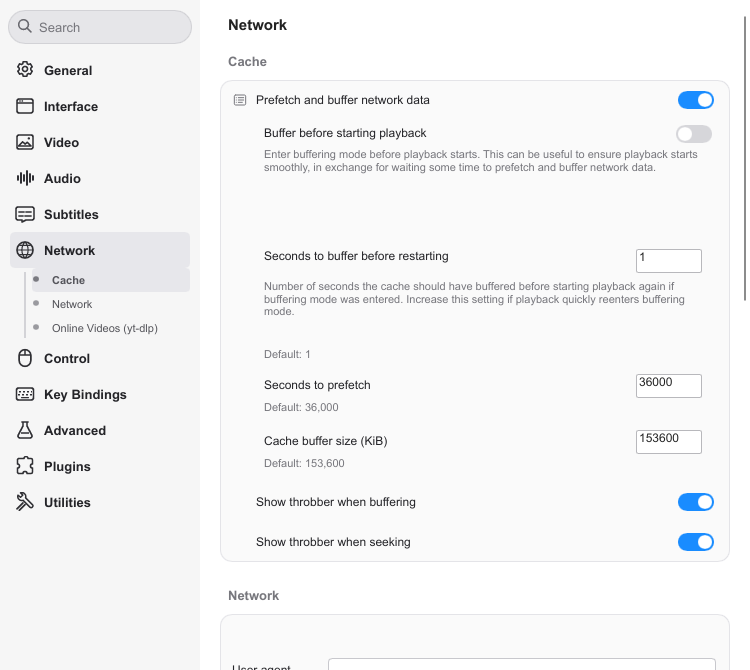 Search
General
Interface
Video
Audio
Subtitles
Network
Cache
Network
Online Videos (yt-dlp)
Control
Key Bindings
Advanced
Plugins
Utilities
Network
Cache
Prefetch and buffer network data
Buffer before starting playback
Enter buffering mode before playback starts. This can be useful to ensure playback starts
smoothly, in exchange for waiting some time to prefetch and buffer network data.
Seconds to buffer before restarting
1
Number of seconds the cache should have buffered before starting playback again if
buffering mode was entered. Increase this setting if playback quickly reenters buffering
mode.
Default: 1
Seconds to prefetch
36000
Default: 36,000
Cache buffer size (KiB)
153600
Default: 153,600
Show throbber when buffering
Show throbber when seeking
Network
User agent